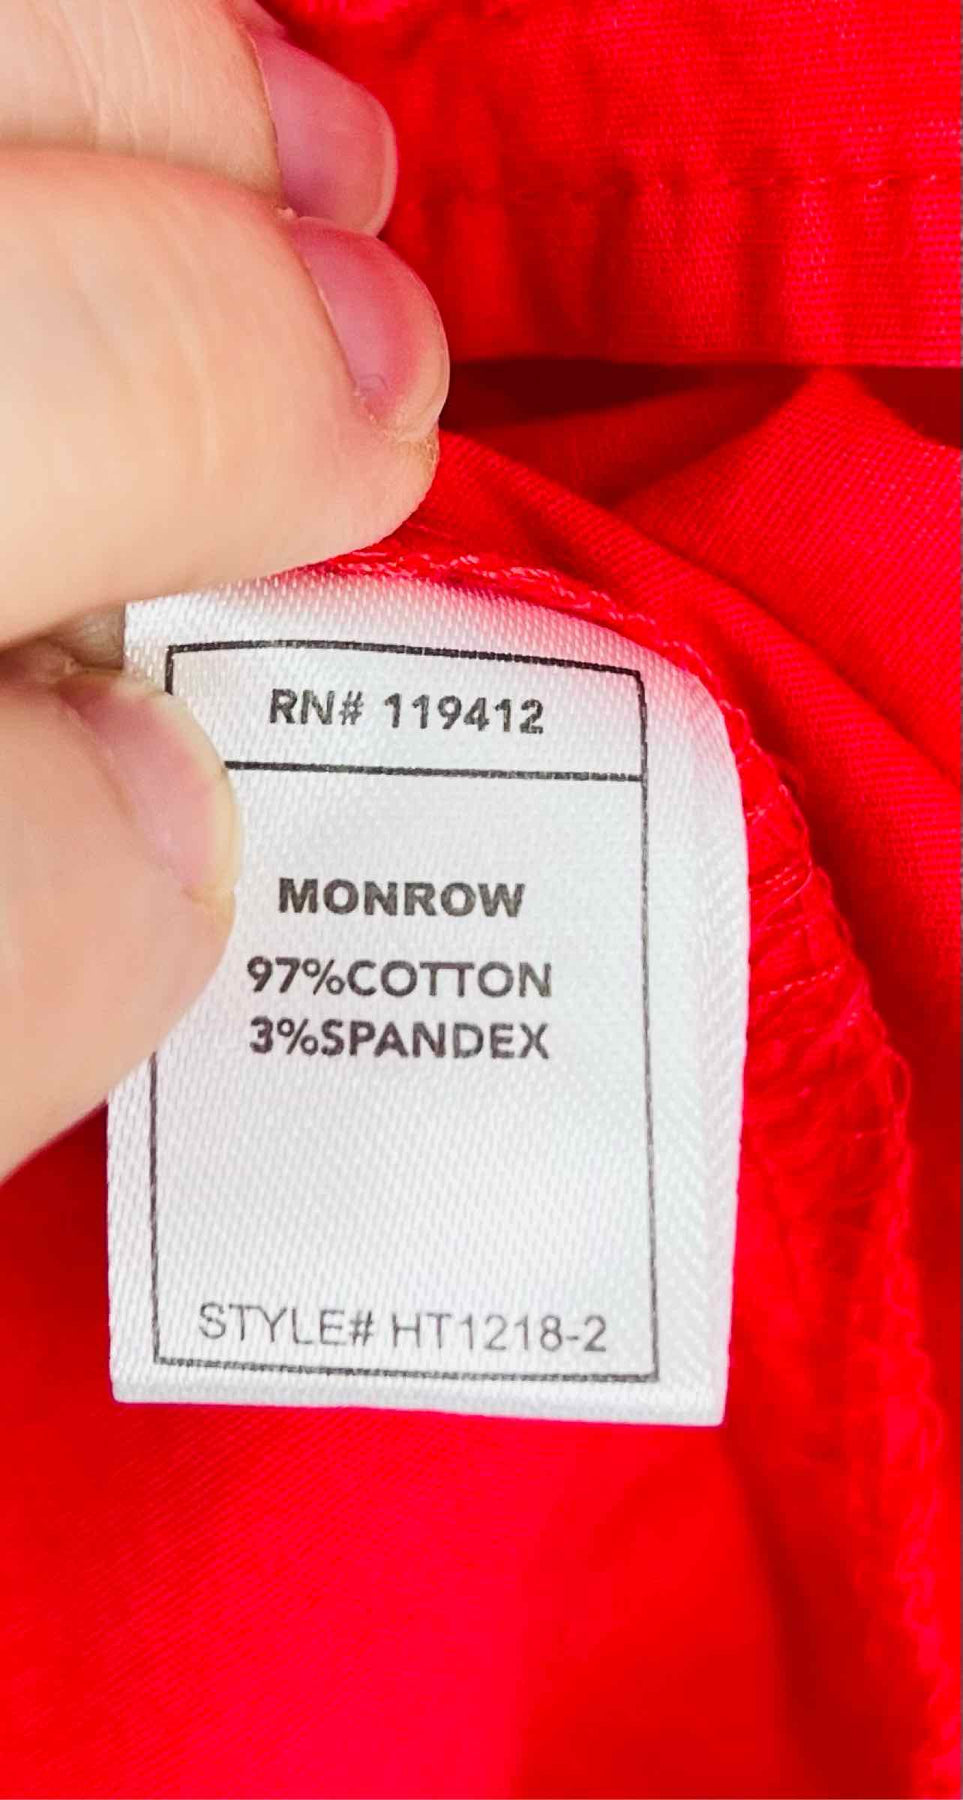 RN# 119412
MONROW
97%COTTON
3%SPANDEX
STYLE# HT1218-2